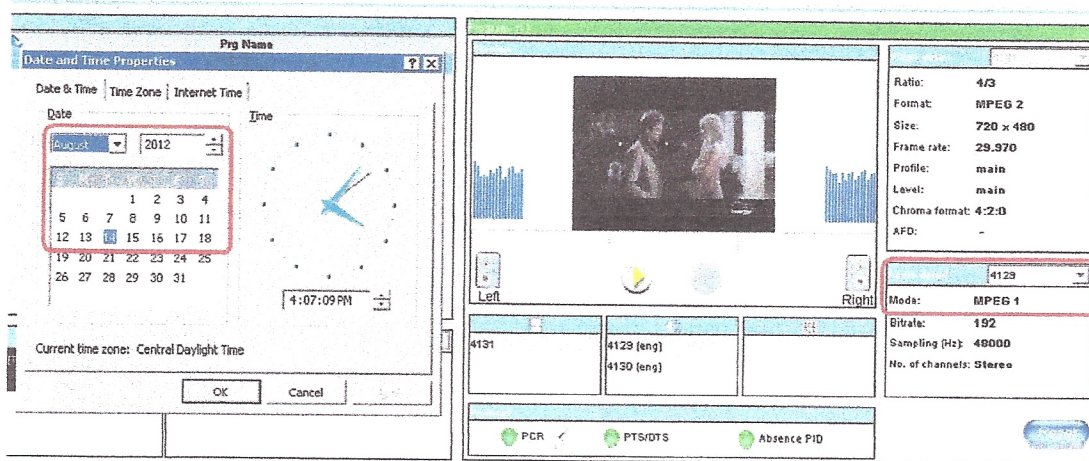 Prg Name
Date and Time Properties
Date & Time Time Zone Internet Time
Date
Time
August 2012
1 2 3 4
5 6 7 8 9 10 11
12 13 14 15 16 17 18
19 20 21 22 23 24 25
26 27 28 29 30 31
4:07:09 PM
Current time zone: Central Daylight Time
OK Cancel
Left Right
4131
4129 (eng)
4130 (eng)
PCR PTS/DTS Absence PID
Ratio: 4/3
Format: MPEG 2
Size: 720 x 480
Frame rate: 29.970
Profile: main
Level: main
Chroma format: 4:2:0
AFD: -
4129
Mode: MPEG 1
Bitrate: 192
Sampling (Hz): 48000
No. of channels: Stereo